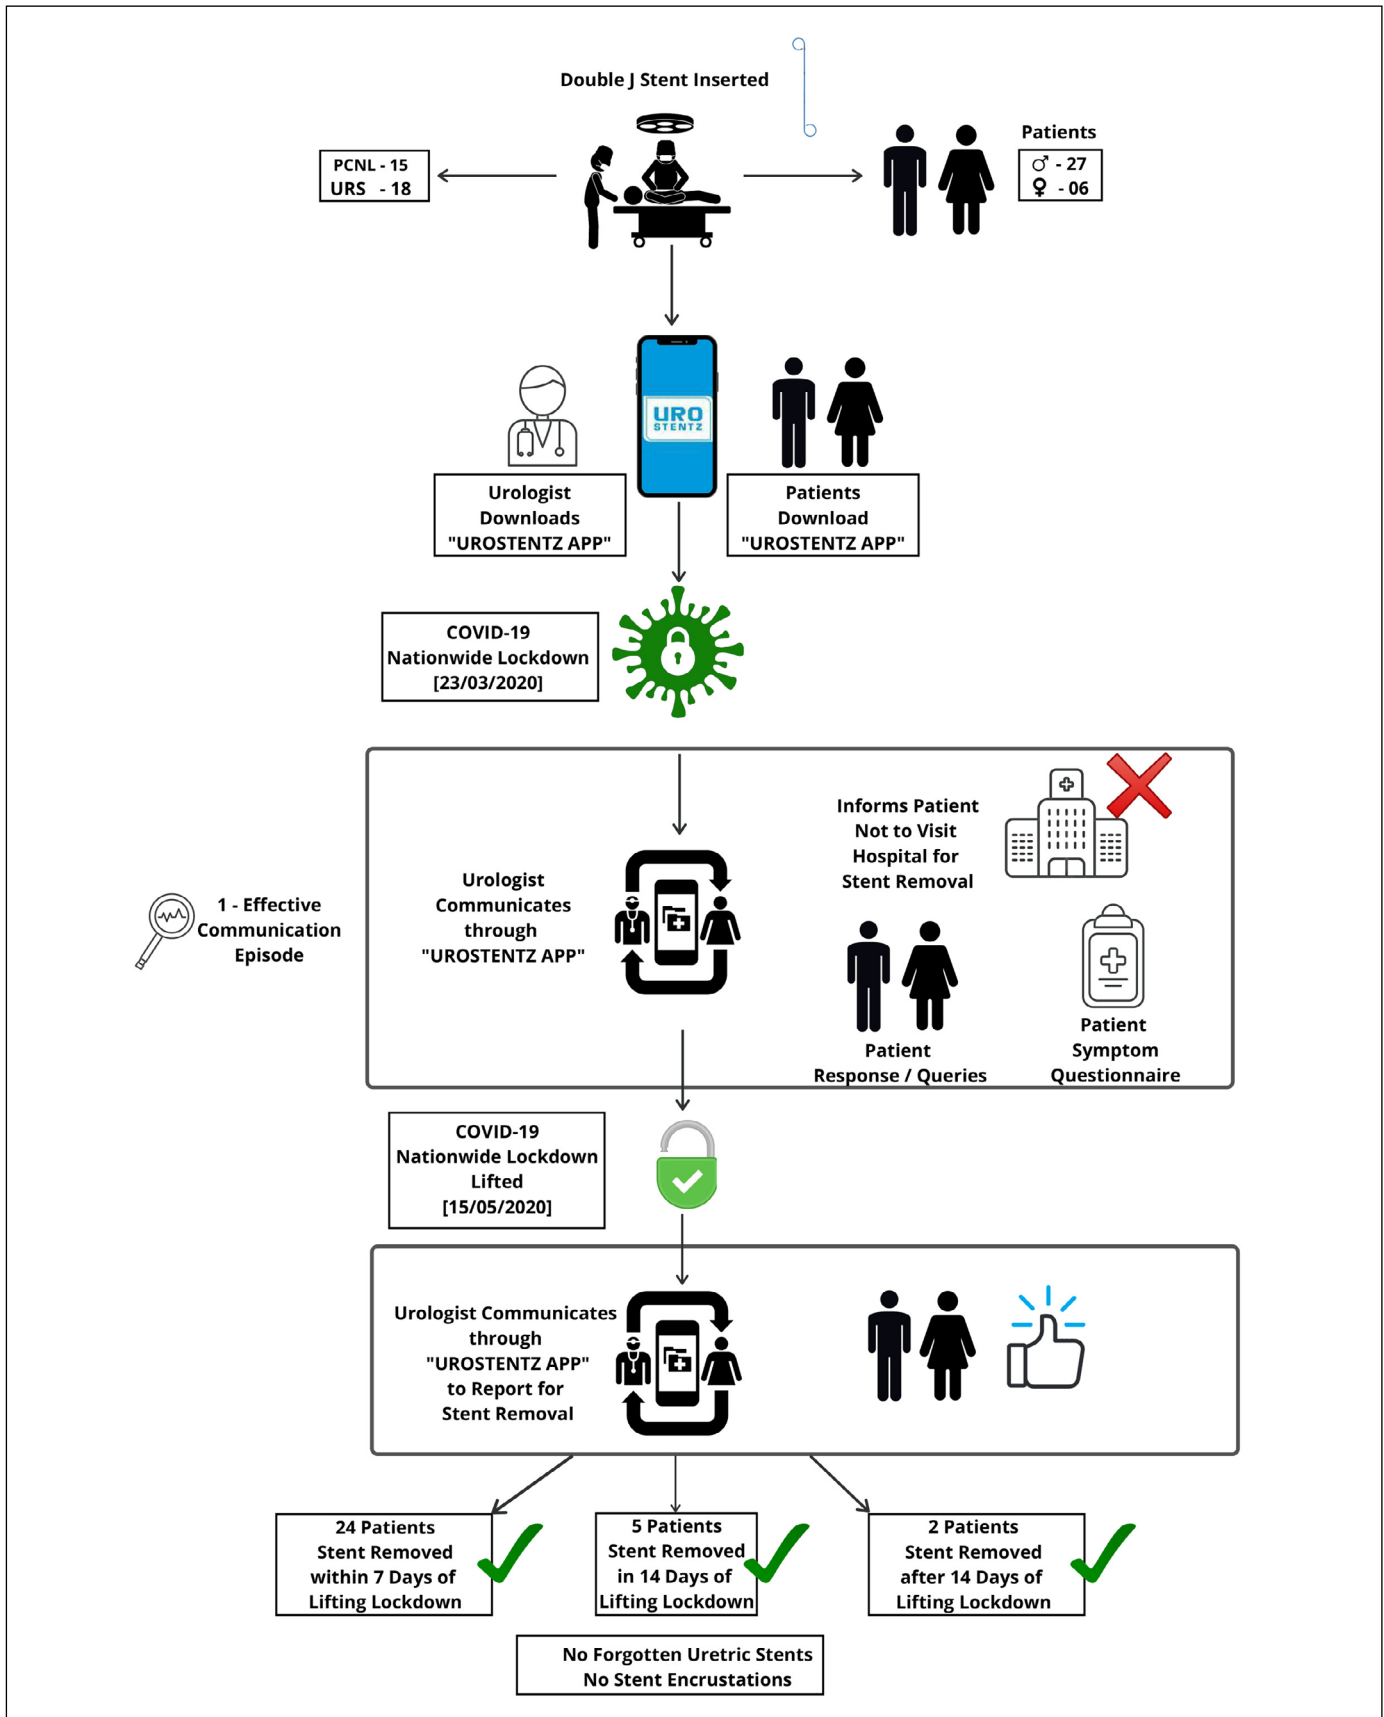 Double J Stent Inserted
PCNL - 15
URS - 18
Patients
♂ - 27
♀ - 06
URO
STENTZ
Urologist
Downloads
"UROSTENTZ APP"
Patients
Download
"UROSTENTZ APP"
COVID-19
Nationwide Lockdown
[23/03/2020]
Informs Patient
Not to Visit
Hospital for
Stent Removal
Urologist
Communicates
through
"UROSTENTZ APP"
1 - Effective
Communication
Episode
Patient
Response / Queries
Patient
Symptom
Questionnaire
COVID-19
Nationwide Lockdown
Lifted
[15/05/2020]
Urologist Communicates
through
"UROSTENTZ APP"
to Report for
Stent Removal
24 Patients
Stent Removed
within 7 Days of
Lifting Lockdown
5 Patients
Stent Removed
in 14 Days of
Lifting Lockdown
2 Patients
Stent Removed
after 14 Days of
Lifting Lockdown
No Forgotten Uretric Stents
No Stent Encrustations